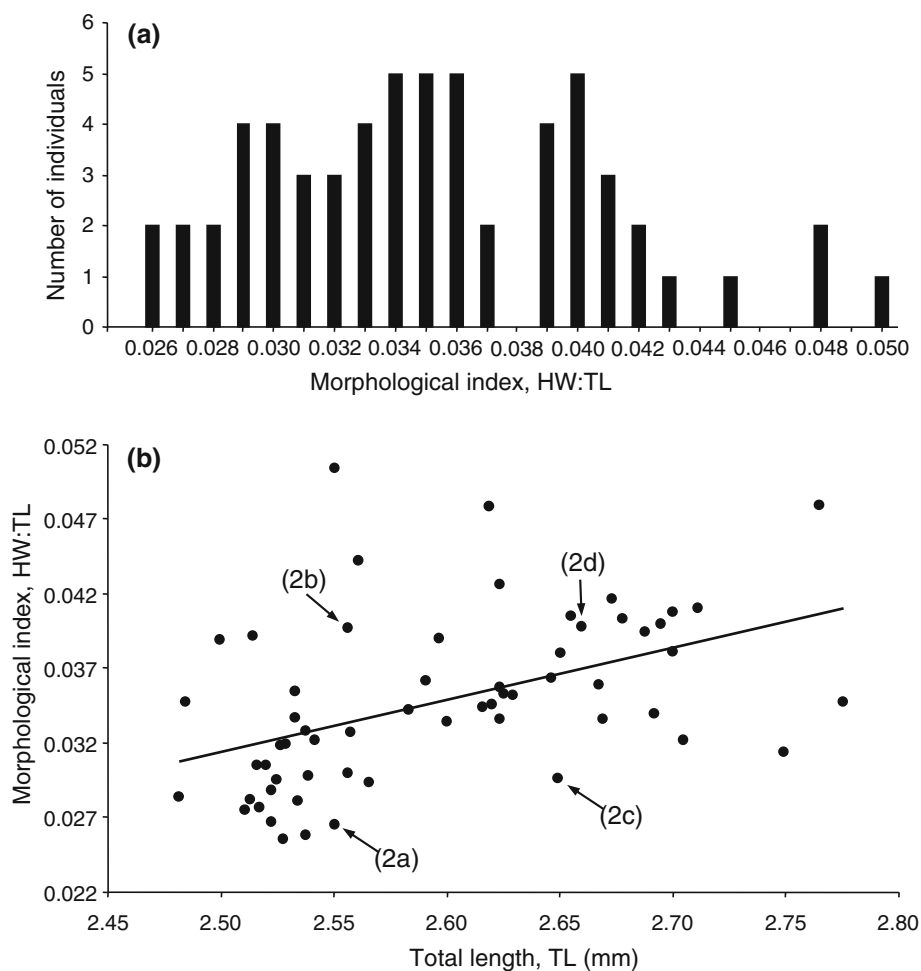 (a)
Number of individuals
6
5
4
3
2
1
0
0.026 0.028 0.030 0.032 0.034 0.036 0.038 0.040 0.042 0.044 0.046 0.048 0.050
Morphological index, HW:TL
(b)
Morphological index, HW:TL
0.052
0.047
0.042
0.037
0.032
0.027
0.022
(2b)
(2d)
(2a)
(2c)
2.45 2.50 2.55 2.60 2.65 2.70 2.75 2.80
Total length, TL (mm)